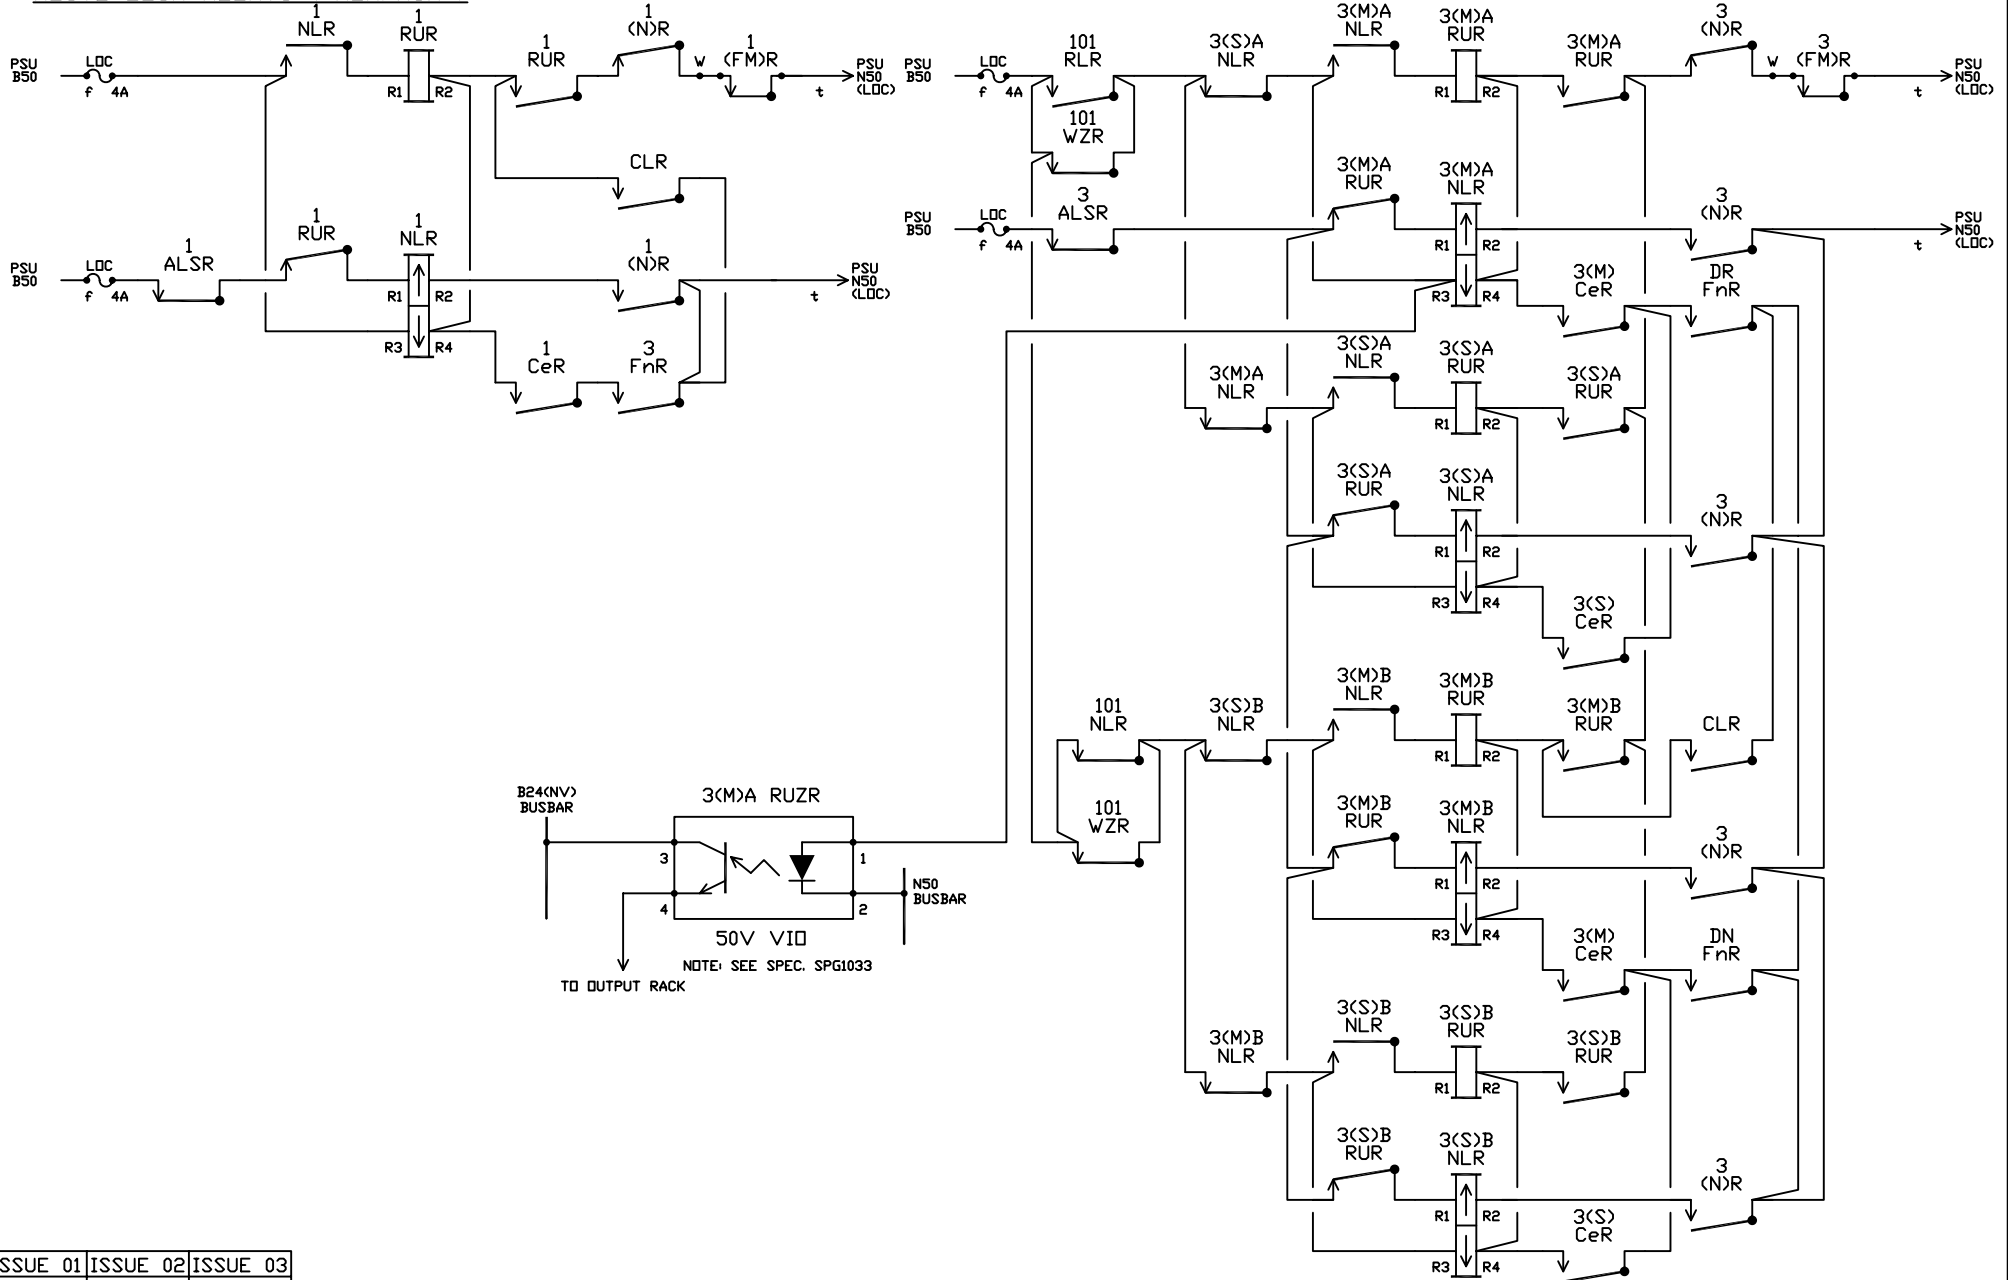 1
NLR
1
RUR
1
RUR
1
(N)R
1
(FM)R
PSU
B50
LOC
f 4A
R1 R2
W
t
PSU
N50
(LOC)
CLR
1
ALSR
1
RUR
1
NLR
1
(N)R
PSU
B50
LOC
f 4A
R1 R2
t
PSU
N50
(LOC)
R3 R4
1
CeR
3
FnR
PSU
B50
LOC
f 4A
101
RLR
3(S)A
NLR
3(M)A
NLR
3(M)A
RUR
R1 R2
3(M)A
RUR
3
(N)R
W
3
(FM)R
t
PSU
N50
(LOC)
101
WZR
PSU
B50
LOC
f 4A
3
ALSR
3(M)A
RUR
3(M)A
NLR
R1 R2
R3 R4
3
(N)R
t
PSU
N50
(LOC)
3(M)
CeR
DR
FnR
3(M)A
NLR
3(S)A
NLR
3(S)A
RUR
R1 R2
3(S)A
RUR
3(S)A
RUR
3(S)A
NLR
R1 R2
R3 R4
3
(N)R
3(S)
CeR
101
NLR
3(S)B
NLR
3(M)B
NLR
3(M)B
RUR
R1 R2
3(M)B
RUR
CLR
101
WZR
3(M)B
RUR
3(M)B
NLR
R1 R2
R3 R4
3
(N)R
3(M)
CeR
DN
FnR
B24(NV)
BUSBAR
3(M)A RUZR
3
1
4
2
N50
BUSBAR
50V VIO
NOTE: SEE SPEC. SPG1033
TO OUTPUT RACK
3(M)B
NLR
3(S)B
NLR
3(S)B
RUR
R1 R2
3(S)B
RUR
3(S)B
RUR
3(S)B
NLR
R1 R2
R3 R4
3
(N)R
3(S)
CeR
SSUE 01 ISSUE 02 ISSUE 03